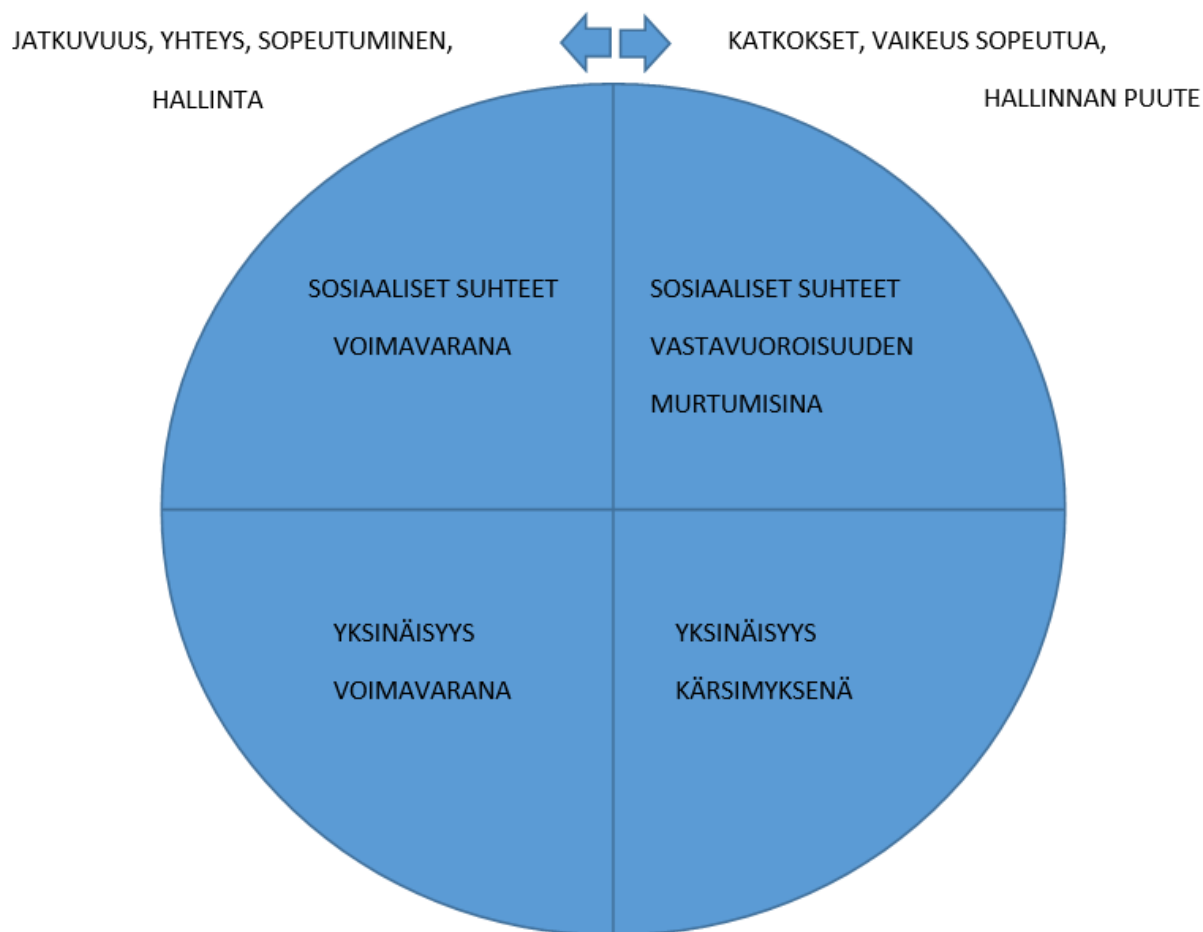 JATKUVUUS, YHTEYS, SOPEUTUMINEN,
HALLINTA
KATKOKSET, VAIKEUS SOPEUTUA,
HALLINNAN PUUTE
SOSIAALISET SUHTEET
VOIMAVARANA
SOSIAALISET SUHTEET
VASTAVUOROISUUDEN
MURTUMISINA
YKSINÄISYYS
VOIMAVARANA
YKSINÄISYYS
KÄRSIMYKSENÄ